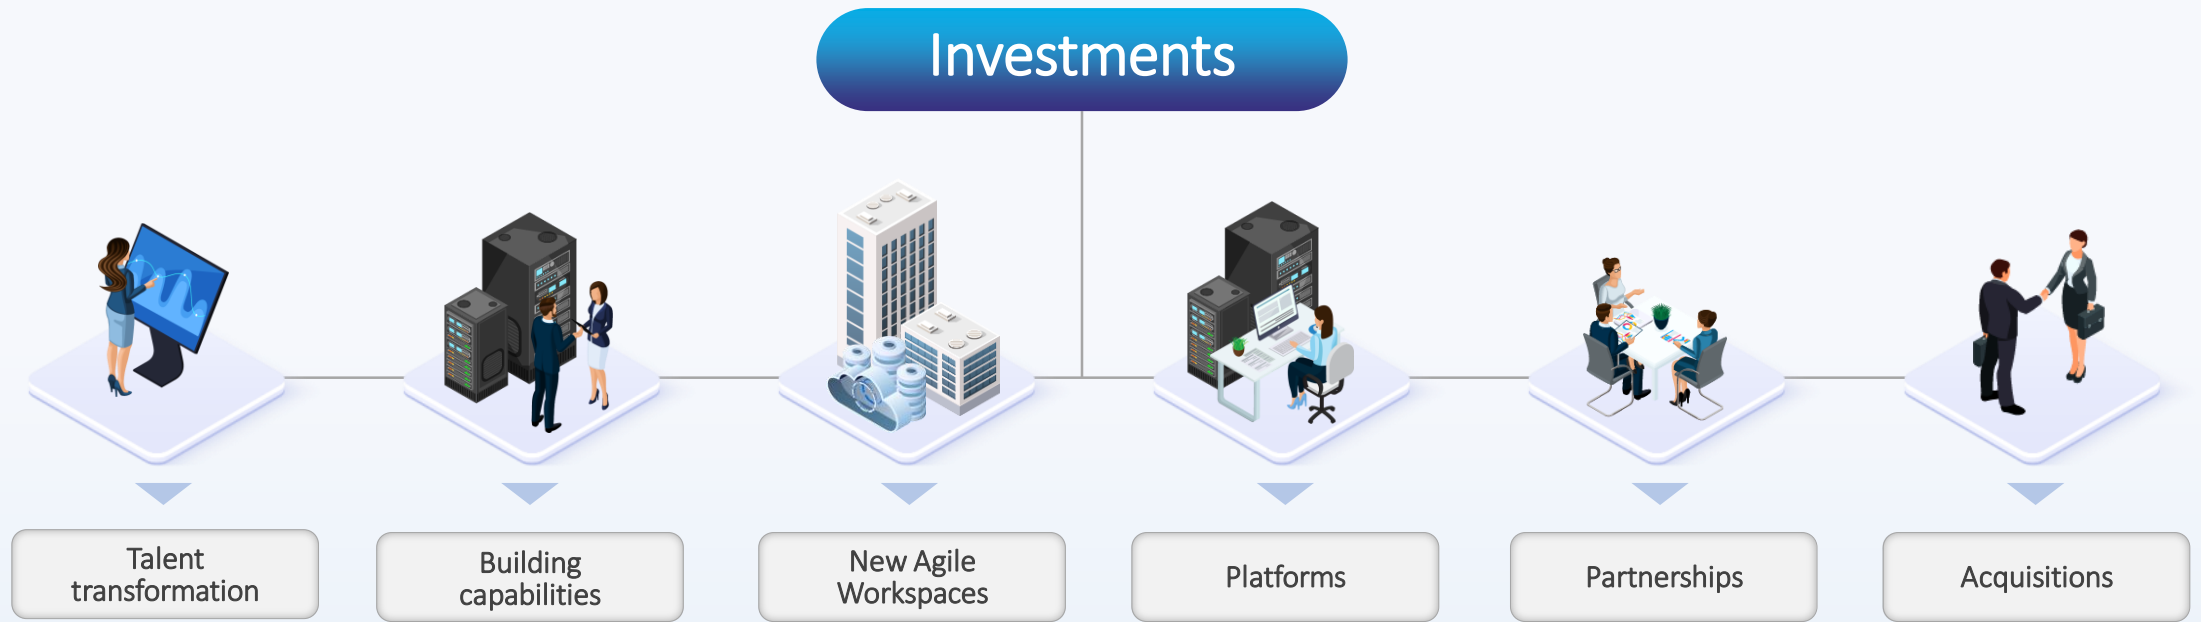 Investments
Talent
transformation
Building
capabilities
New Agile
Workspaces
Platforms
Partnerships
Acquisitions